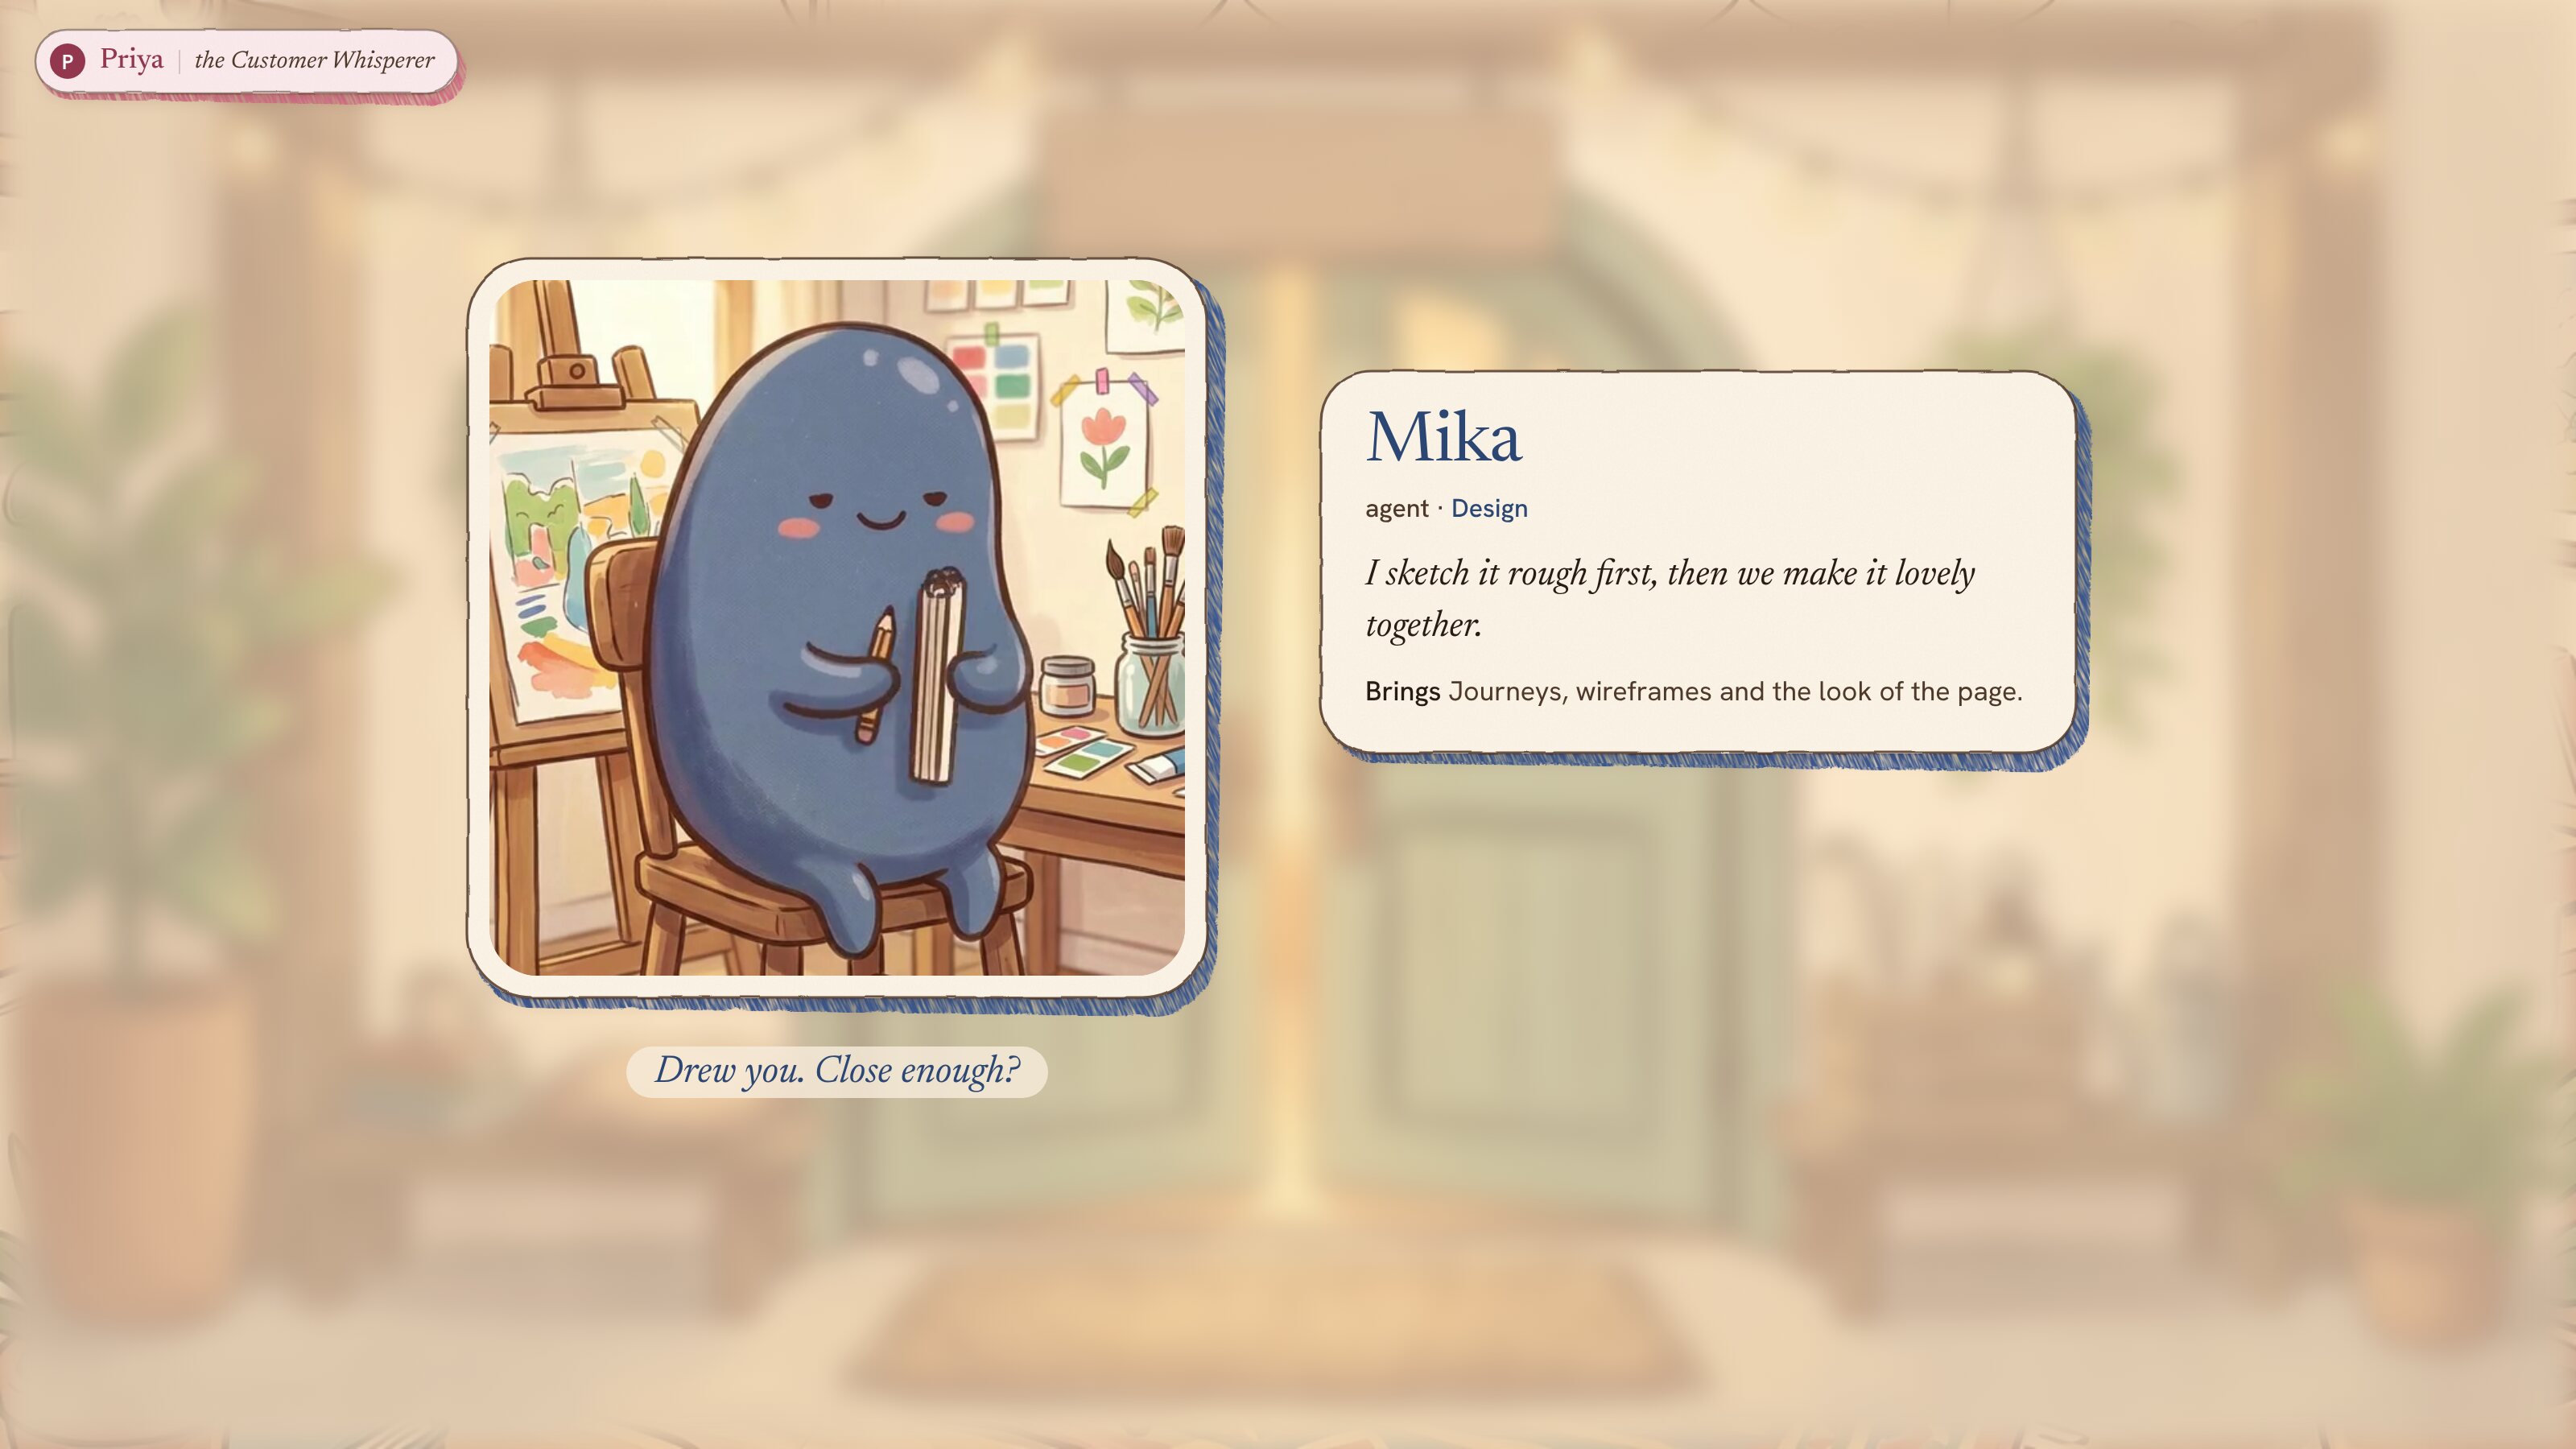 P Priya | the Customer Whisperer
Mika
agent · Design
I sketch it rough first, then we make it lovely
together.
Brings Journeys, wireframes and the look of the page.
Drew you. Close enough?